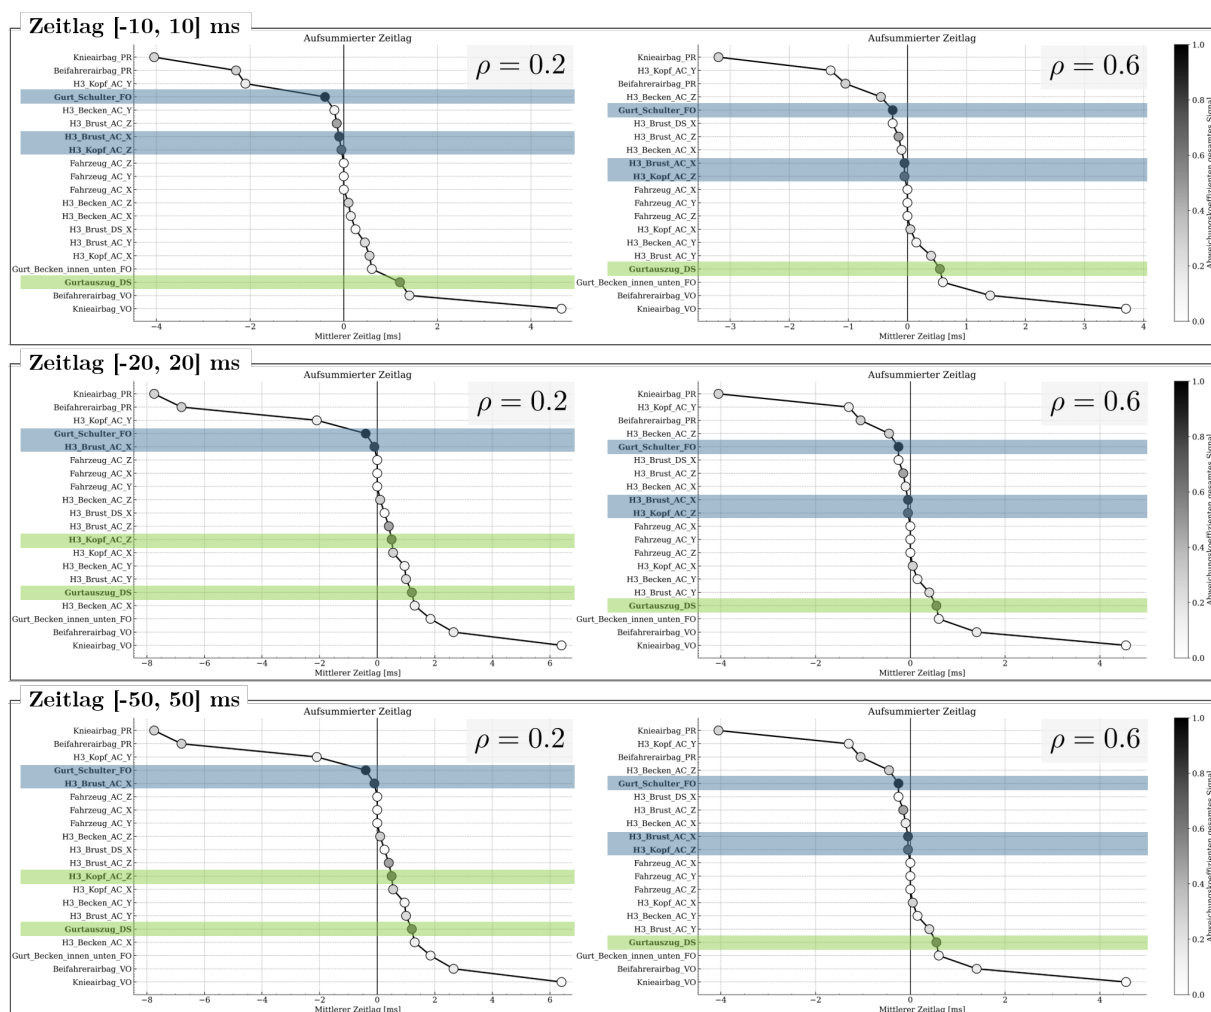 Zeitlag [-10, 10] ms
Aufsummierter Zeitlag
ρ = 0.2
Knieairbag_PR
Beifahrerairbag_PR
H3_Kopf_AC_Y
Gurt_Schulter_FO
H3_Becken_AC_Y
H3_Brust_AC_Z
H3_Brust_AC_X
H3_Kopf_AC_Z
Fahrzeug_AC_Z
Fahrzeug_AC_Y
Fahrzeug_AC_X
H3_Becken_AC_Z
H3_Becken_AC_X
H3_Brust_DS_X
H3_Brust_AC_Y
H3_Kopf_AC_X
Gurt_Becken_innen_unten_FO
Gurtauszug_DS
Beifahrerairbag_VO
Knieairbag_VO
−4 −2 0 2 4
Mittlerer Zeitlag [ms]
Aufsummierter Zeitlag
ρ = 0.6
Knieairbag_PR
H3_Kopf_AC_Y
Beifahrerairbag_PR
H3_Becken_AC_Z
Gurt_Schulter_FO
H3_Brust_DS_X
H3_Brust_AC_Z
H3_Becken_AC_X
H3_Brust_AC_X
H3_Kopf_AC_Z
Fahrzeug_AC_X
Fahrzeug_AC_Y
Fahrzeug_AC_Z
H3_Kopf_AC_X
H3_Becken_AC_Y
H3_Brust_AC_Y
Gurtauszug_DS
Gurt_Becken_innen_unten_FO
Beifahrerairbag_VO
Knieairbag_VO
−3 −2 −1 0 1 2 3 4
Mittlerer Zeitlag [ms]
1.0
0.8
0.6
0.4
0.2
0.0
Abweichungskoeffizienten gesamtes Signal
Zeitlag [-20, 20] ms
Aufsummierter Zeitlag
ρ = 0.2
Knieairbag_PR
Beifahrerairbag_PR
H3_Kopf_AC_Y
Gurt_Schulter_FO
H3_Brust_AC_X
Fahrzeug_AC_Z
Fahrzeug_AC_X
Fahrzeug_AC_Y
H3_Becken_AC_Z
H3_Brust_DS_X
H3_Brust_AC_Z
H3_Kopf_AC_Z
H3_Kopf_AC_X
H3_Becken_AC_Y
H3_Brust_AC_Y
Gurtauszug_DS
H3_Becken_AC_X
Gurt_Becken_innen_unten_FO
Beifahrerairbag_VO
Knieairbag_VO
−8 −6 −4 −2 0 2 4 6
Mittlerer Zeitlag [ms]
Aufsummierter Zeitlag
ρ = 0.6
Knieairbag_PR
H3_Kopf_AC_Y
Beifahrerairbag_PR
H3_Becken_AC_Z
Gurt_Schulter_FO
H3_Brust_DS_X
H3_Brust_AC_Z
H3_Becken_AC_X
H3_Brust_AC_X
H3_Kopf_AC_Z
Fahrzeug_AC_X
Fahrzeug_AC_Y
Fahrzeug_AC_Z
H3_Kopf_AC_X
H3_Becken_AC_Y
H3_Brust_AC_Y
Gurtauszug_DS
Gurt_Becken_innen_unten_FO
Beifahrerairbag_VO
Knieairbag_VO
−4 −2 0 2 4
Mittlerer Zeitlag [ms]
1.0
0.8
0.6
0.4
0.2
0.0
Abweichungskoeffizienten gesamtes Signal
Zeitlag [-50, 50] ms
Aufsummierter Zeitlag
ρ = 0.2
Knieairbag_PR
Beifahrerairbag_PR
H3_Kopf_AC_Y
Gurt_Schulter_FO
H3_Brust_AC_X
Fahrzeug_AC_Z
Fahrzeug_AC_X
Fahrzeug_AC_Y
H3_Becken_AC_Z
H3_Brust_DS_X
H3_Brust_AC_Z
H3_Kopf_AC_Z
H3_Kopf_AC_X
H3_Becken_AC_Y
H3_Brust_AC_Y
Gurtauszug_DS
H3_Becken_AC_X
Gurt_Becken_innen_unten_FO
Beifahrerairbag_VO
Knieairbag_VO
−8 −6 −4 −2 0 2 4 6
Mittlerer Zeitlag [ms]
Aufsummierter Zeitlag
ρ = 0.6
Knieairbag_PR
H3_Kopf_AC_Y
Beifahrerairbag_PR
H3_Becken_AC_Z
Gurt_Schulter_FO
H3_Brust_DS_X
H3_Brust_AC_Z
H3_Becken_AC_X
H3_Brust_AC_X
H3_Kopf_AC_Z
Fahrzeug_AC_X
Fahrzeug_AC_Y
Fahrzeug_AC_Z
H3_Kopf_AC_X
H3_Becken_AC_Y
H3_Brust_AC_Y
Gurtauszug_DS
Gurt_Becken_innen_unten_FO
Beifahrerairbag_VO
Knieairbag_VO
−4 −2 0 2 4
Mittlerer Zeitlag [ms]
1.0
0.8
0.6
0.4
0.2
0.0
Abweichungskoeffizienten gesamtes Signal